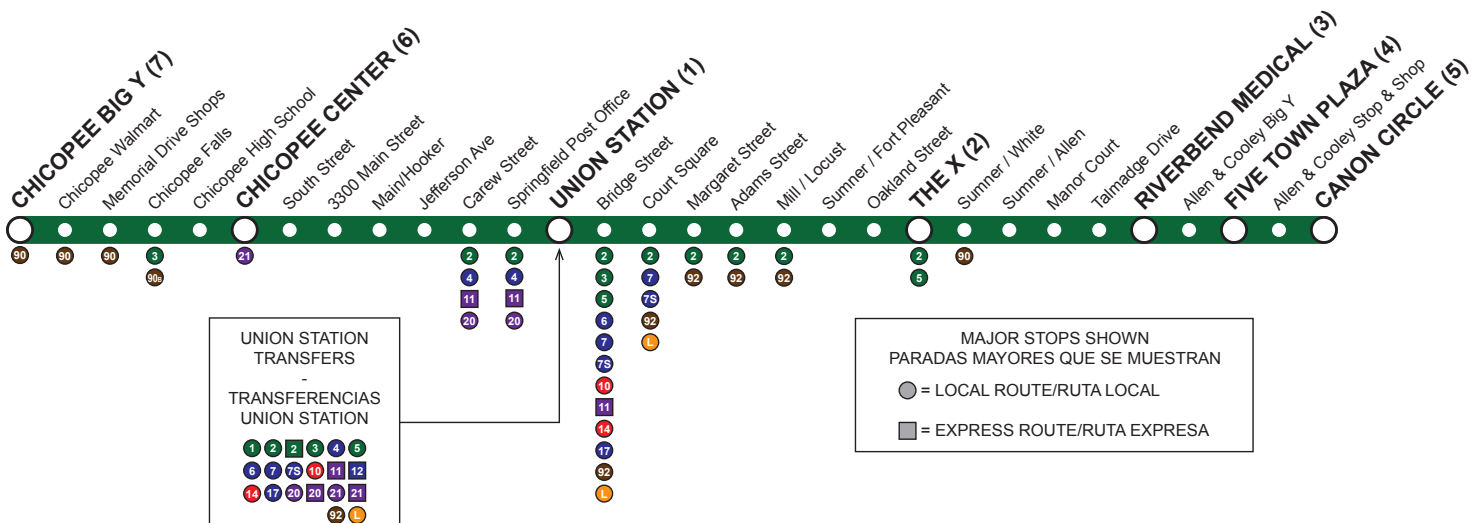 CHICOPEE BIG Y (7)
Chicopee Walmart
Memorial Drive Shops
Chicopee Falls
Chicopee High School
CHICOPEE CENTER (6)
South Street
3300 Main Street
Main/Hooker
Jefferson Ave
Carew Street
Springfield Post Office
UNION STATION (1)
Bridge Street
Court Square
Margaret Street
Adams Street
Mill / Locust
Sumner / Fort Pleasant
Oakland Street
THE X (2)
Sumner / White
Sumner / Allen
Manor Court
Talmadge Drive
RIVERBEND MEDICAL (3)
Allen & Cooley Big Y
FIVE TOWN PLAZA (4)
Allen & Cooley Stop & Shop
CANON CIRCLE (5)
90
90
90
3
90B
21
2
4
11
20
2
4
11
20
2
3
5
6
7
7S
10
11
14
17
92
L
2
7
7S
92
L
2
92
2
92
2
92
2
5
90
UNION STATION
TRANSFERS
-
TRANSFERENCIAS
UNION STATION
1 2 2 3 4 5
6 7 7S 10 11 12
14 17 20 20 21 21
92 L
MAJOR STOPS SHOWN
PARADAS MAYORES QUE SE MUESTRAN
= LOCAL ROUTE/RUTA LOCAL
= EXPRESS ROUTE/RUTA EXPRESA